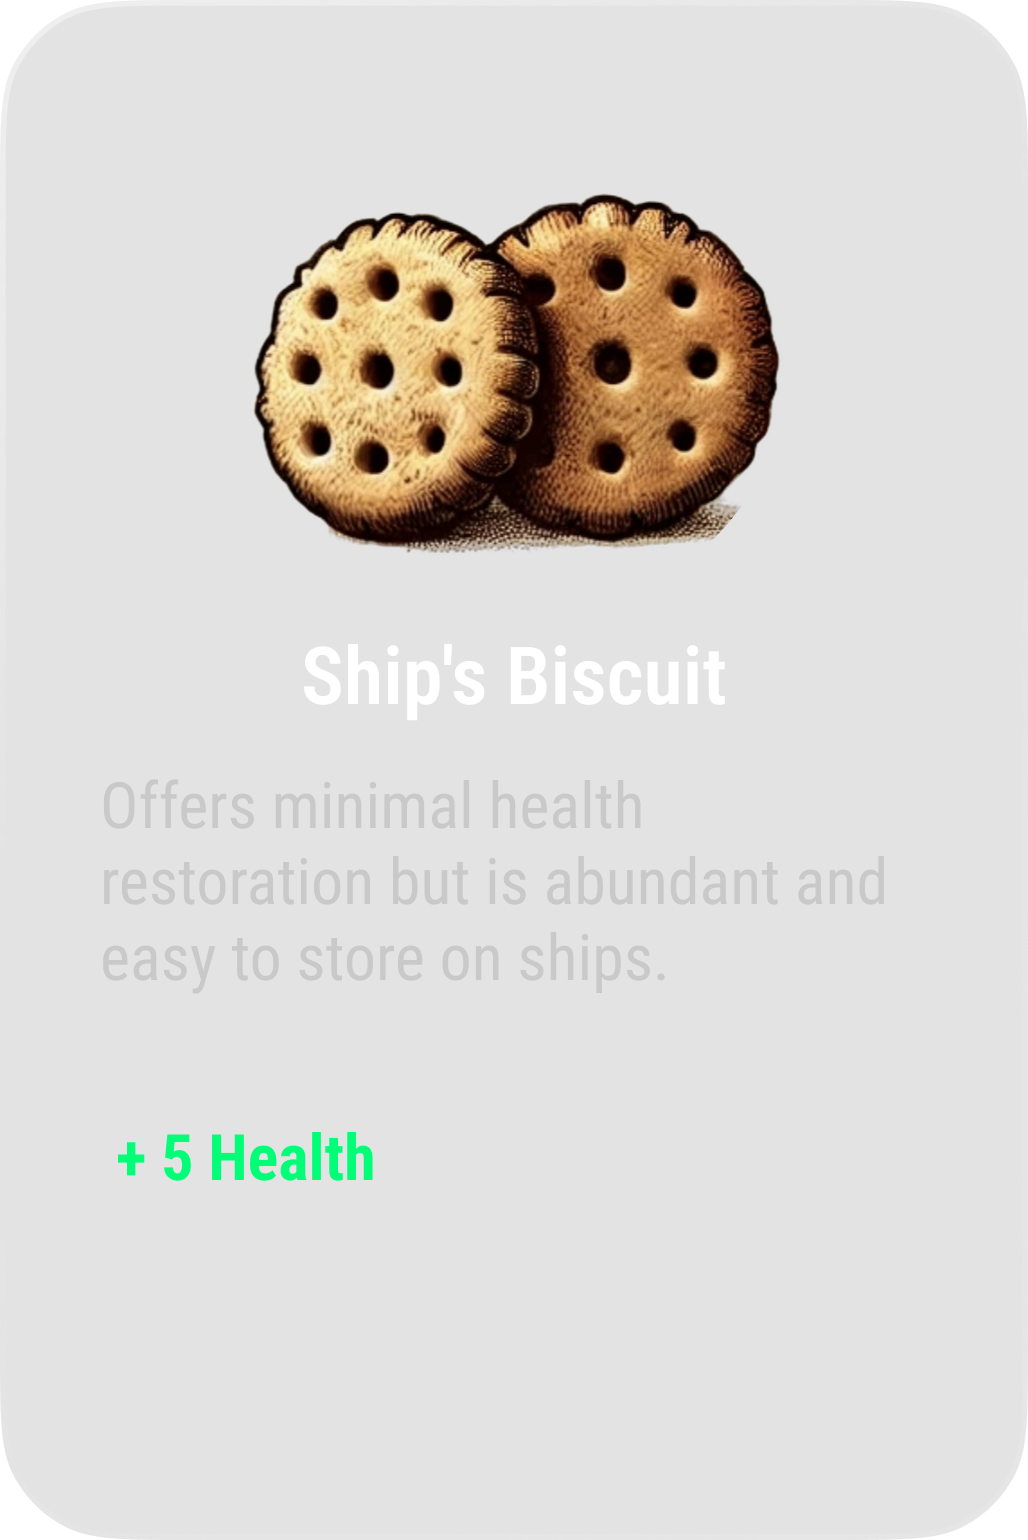 Ship's Biscuit
Offers minimal health
restoration but is abundant and
easy to store on ships.
+ 5 Health